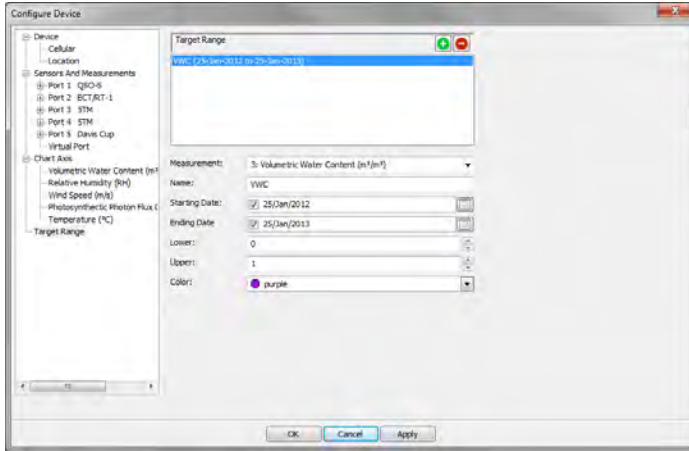 Configure Device
Device
Cellular
Location
Sensors And Measurements
Port 1 QSO-S
Port 2 ECT/RT-1
Port 3 5TM
Port 4 5TM
Port 5 Davis Cup
Virtual Port
Chart Axis
Volumetric Water Content (m³
Relative Humidity (RH)
Wind Speed (m/s)
Photosynthectic Photon Flux D
Temperature (°C)
Target Range
Target Range
VWC (25-Jan-2012 to 25-Jan-2013)
Measurement: 3: Volumetric Water Content (m³/m³)
Name: VWC
Starting Date: 25/Jan/2012
Ending Date 25/Jan/2013
Lower: 0
Upper: 1
Color: purple
OK Cancel Apply